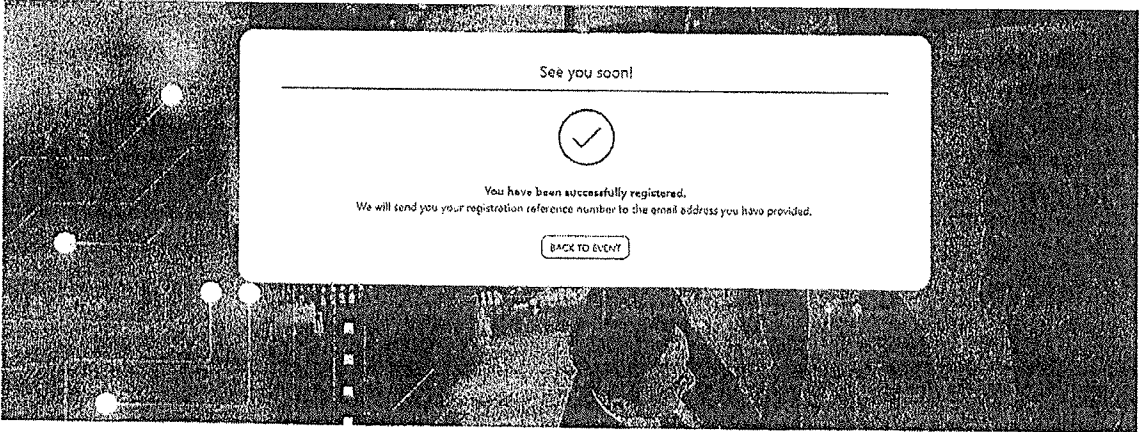 See you soon!
You have been successfully registered.
We will send you your registration reference number to the email address you have provided.
BACK TO EVENT